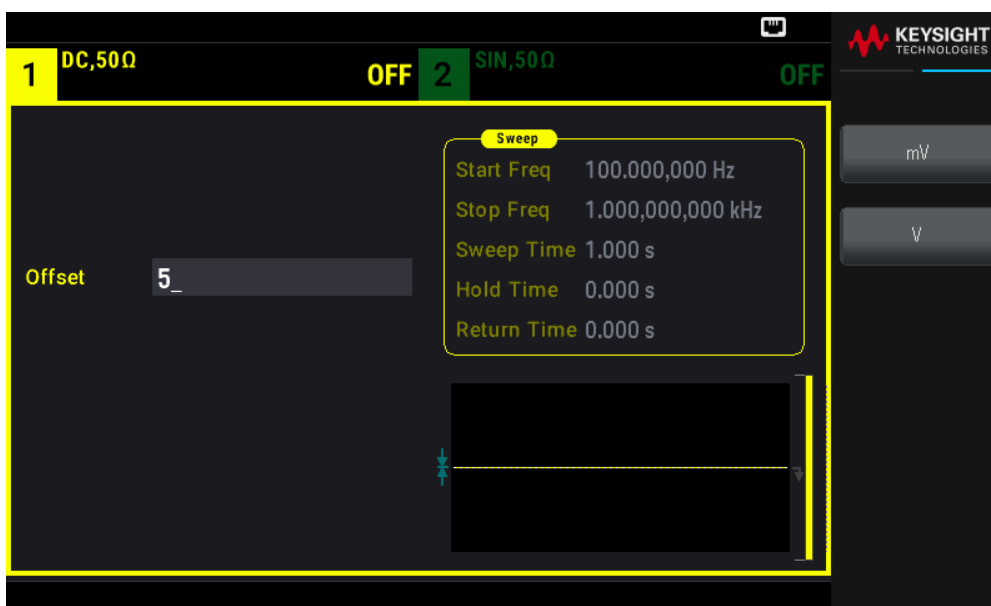 KEYSIGHT
TECHNOLOGIES
1 DC,50Ω OFF 2 SIN,50Ω OFF
Sweep
Start Freq 100.000,000 Hz
Stop Freq 1.000,000,000 kHz
Sweep Time 1.000 s
Hold Time 0.000 s
Return Time 0.000 s
Offset 5_
mV
V